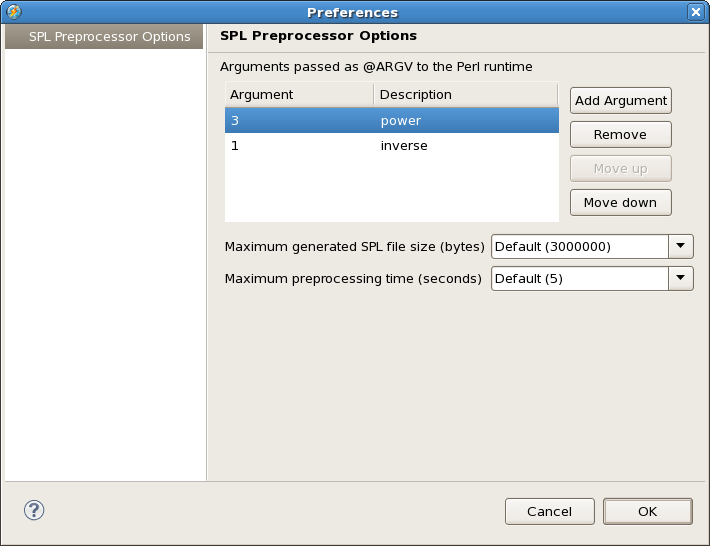 Preferences
SPL Preprocessor Options
SPL Preprocessor Options
Arguments passed as @ARGV to the Perl runtime
Argument Description
3 power
1 inverse
Add Argument
Remove
Move up
Move down
Maximum generated SPL file size (bytes) Default (3000000)
Maximum preprocessing time (seconds) Default (5)
?
Cancel OK